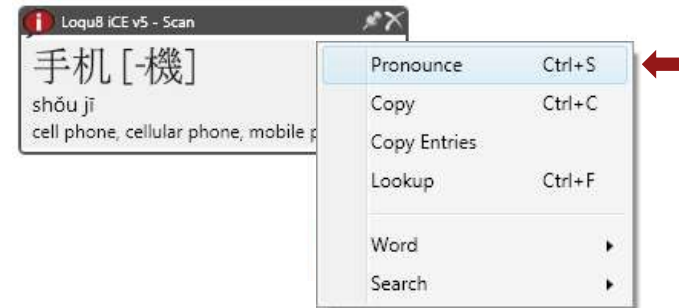 Loqu8 iCE v5 - Scan
手机 [-機]
shǒu jī
cell phone, cellular phone, mobile
Pronounce Ctrl+S
Copy Ctrl+C
Copy Entries
Lookup Ctrl+F
Word
Search